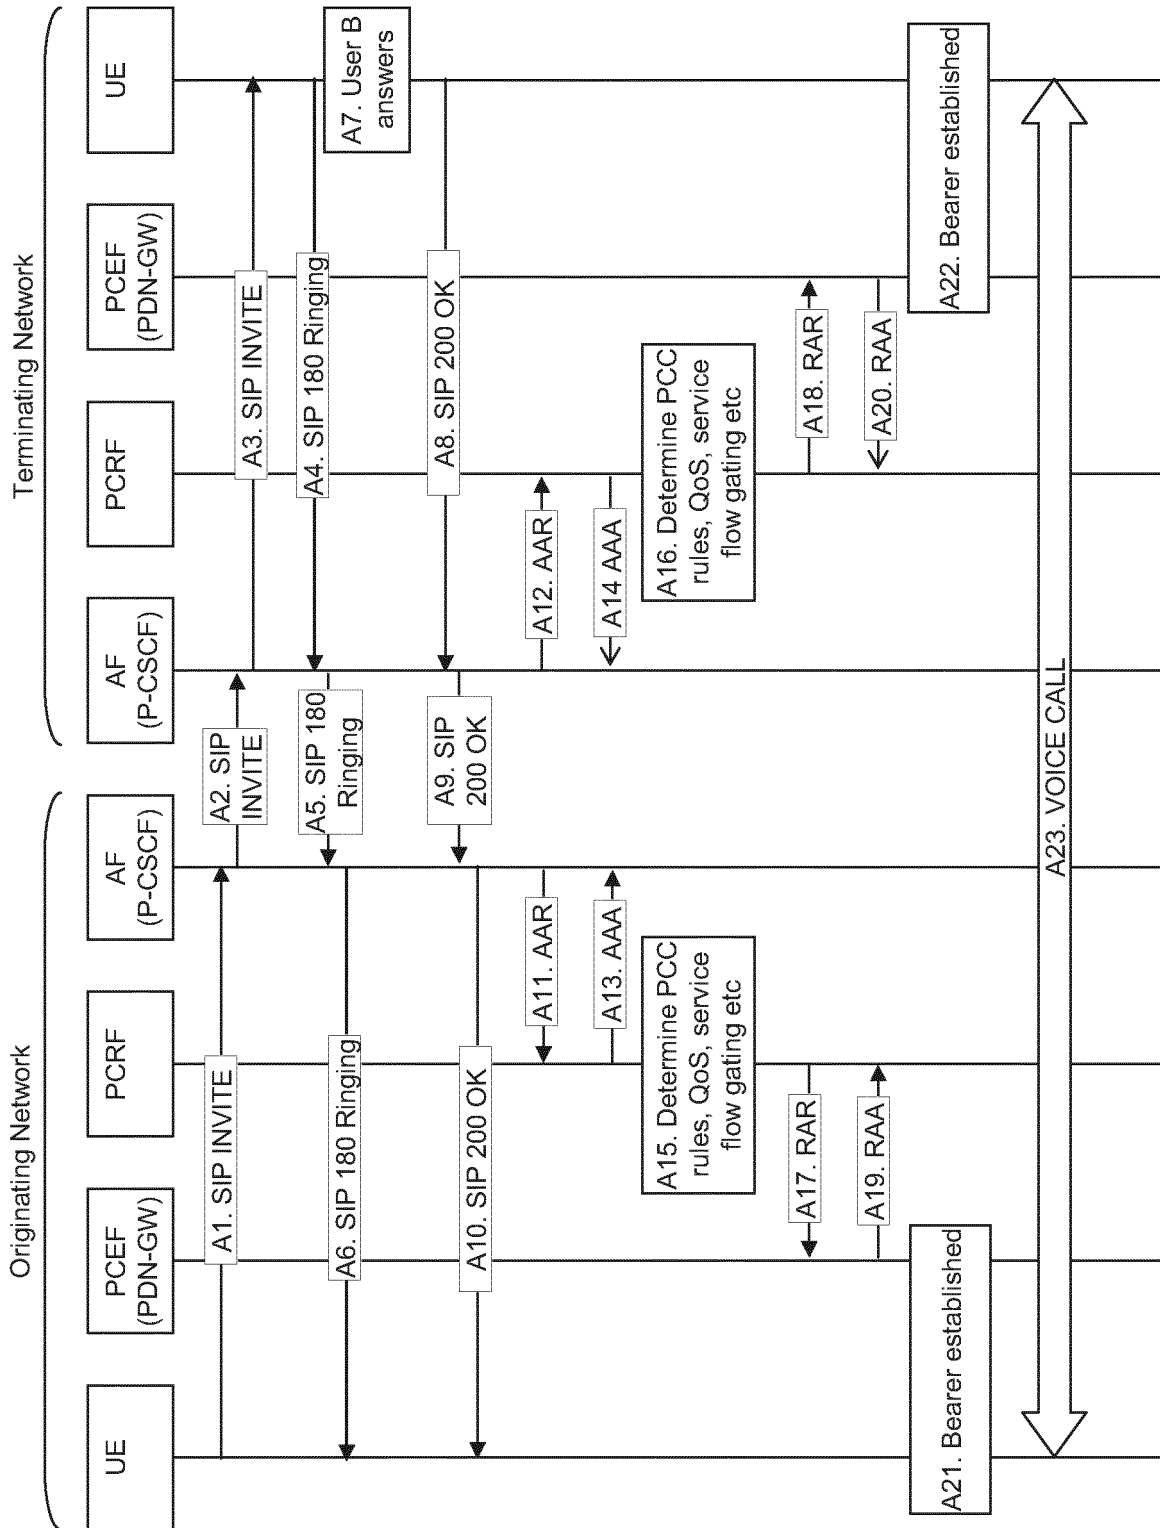 Originating Network
Terminating Network
UE
PCEF
(PDN-GW)
PCRF
AF
(P-CSCF)
AF
(P-CSCF)
PCRF
PCEF
(PDN-GW)
UE
A1. SIP INVITE
A2. SIP
INVITE
A3. SIP INVITE
A4. SIP 180 Ringing
A5. SIP 180
Ringing
A6. SIP 180 Ringing
A7. User B
answers
A8. SIP 200 OK
A9. SIP
200 OK
A10. SIP 200 OK
A11. AAR
A12. AAR
A13. AAA
A14 AAA
A15. Determine PCC
rules, QoS, service
flow gating etc
A16. Determine PCC
rules, QoS, service
flow gating etc
A17. RAR
A18. RAR
A19. RAA
A20. RAA
A21. Bearer established
A22. Bearer established
A23. VOICE CALL